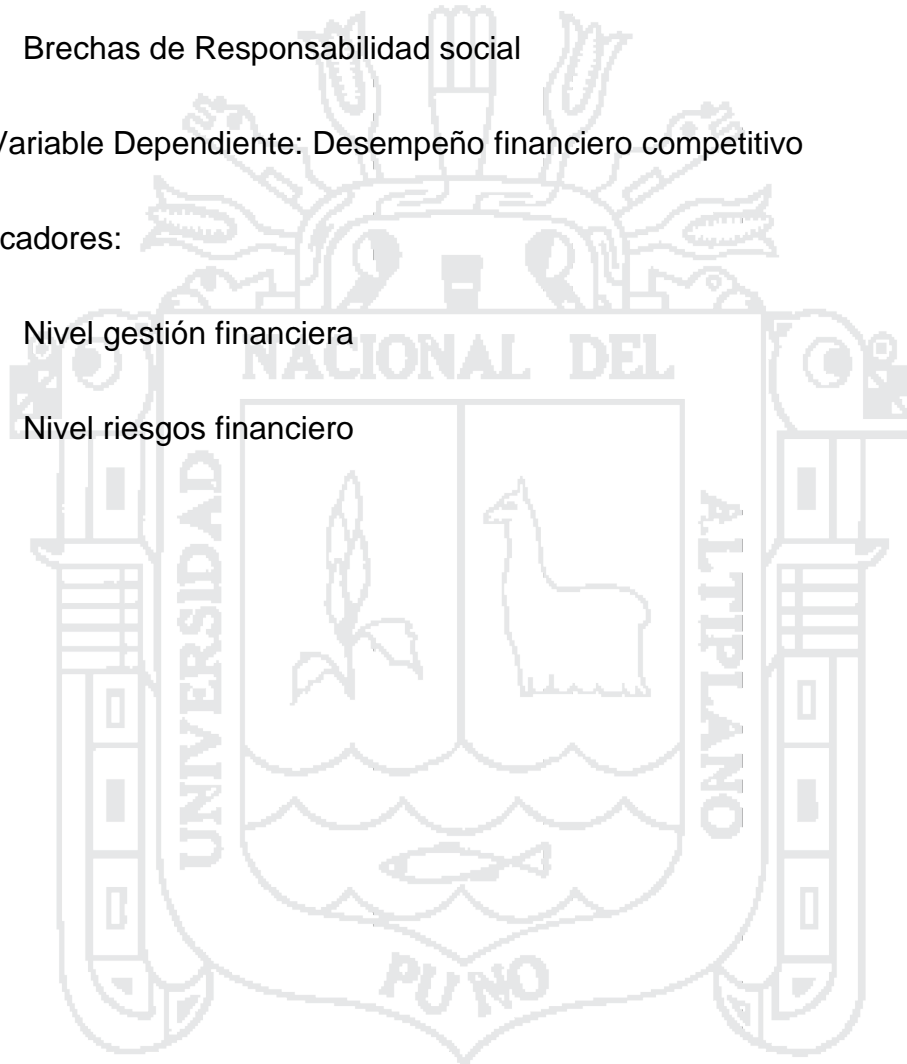 Brechas de Responsabilidad social
Variable Dependiente: Desempeño financiero competitivo
cadores:
Nivel gestión financiera
Nivel riesgos financiero
NACIONAL DEL
UNIVERSIDAD
ALTIPLANO
PUNO